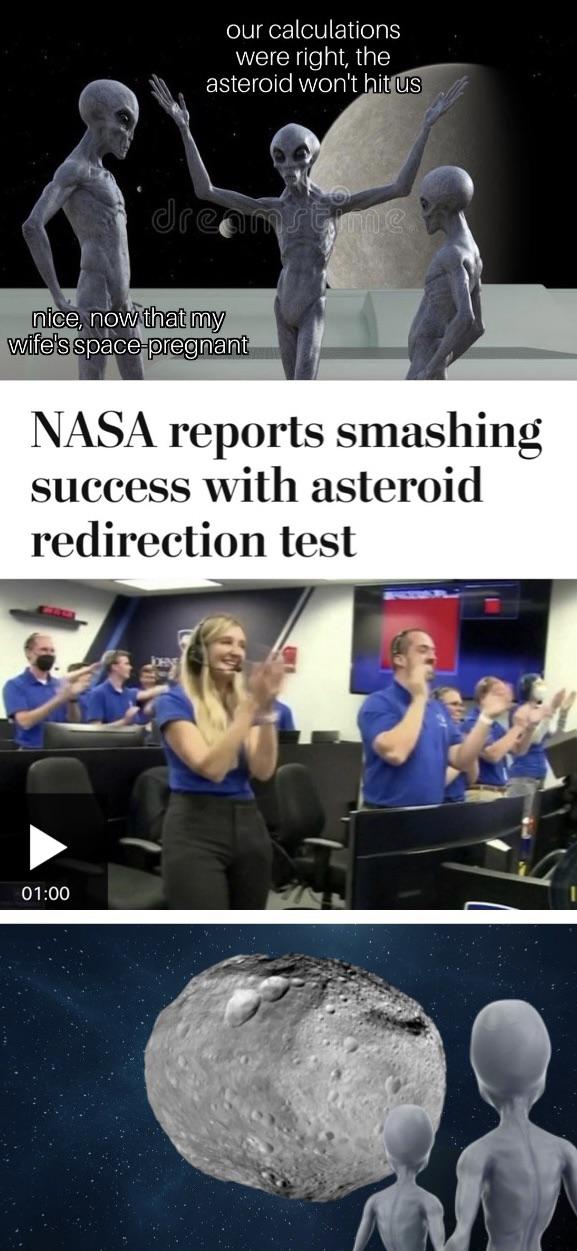 our calculations
were right, the
asteroid won't hit us
dreamstime
nice, now that my
wife's space-pregnant
NASA reports smashing
success with asteroid
redirection test
JOHNS
01:00